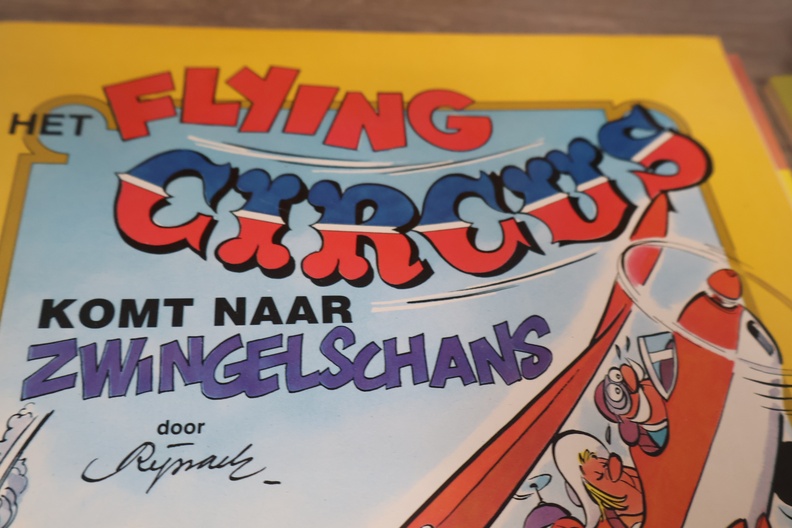 HET FLYING
CIRCUS
KOMT NAAR
ZWINGELSCHANS
door